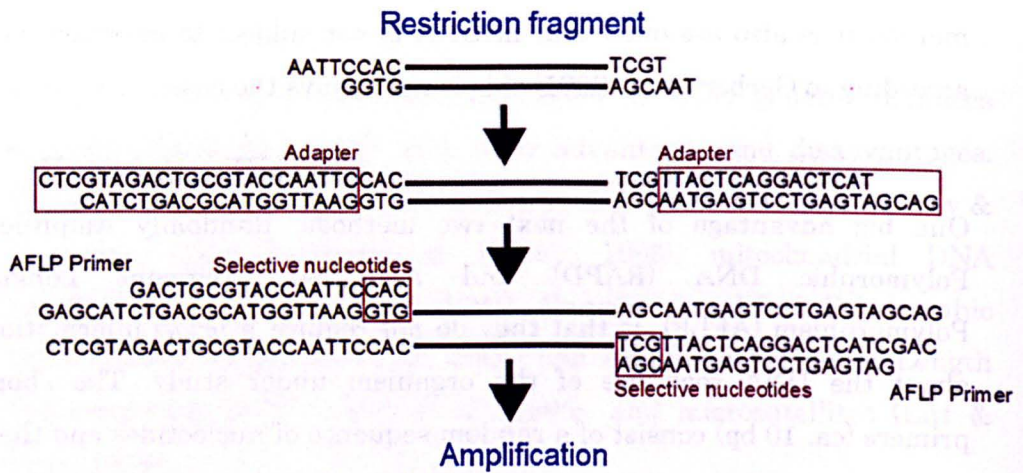 Restriction fragment
AATTCCAC TCGT
GGTG AGCAAT
Adapter Adapter
CTCGTAGACTGCGTACCAATTCCAC TCGTTACTCAGGACTCAT
CATCTGACGCATGGTTAAGGTG AGCAATGAGTCCTGAGTAGCAG
AFLP Primer Selective nucleotides
GACTGCGTACCAATTCCAG
GAGCATCTGACGCATGGTTAAGGTG AGCAATGAGTCCTGAGTAGCAG
CTCGTAGACTGCGTACCAATTCCAC TCGTTACTCAGGACTCATCGAC
AGCAATGAGTCCTGAGTAG
Selective nucleotides AFLP Primer
Amplification